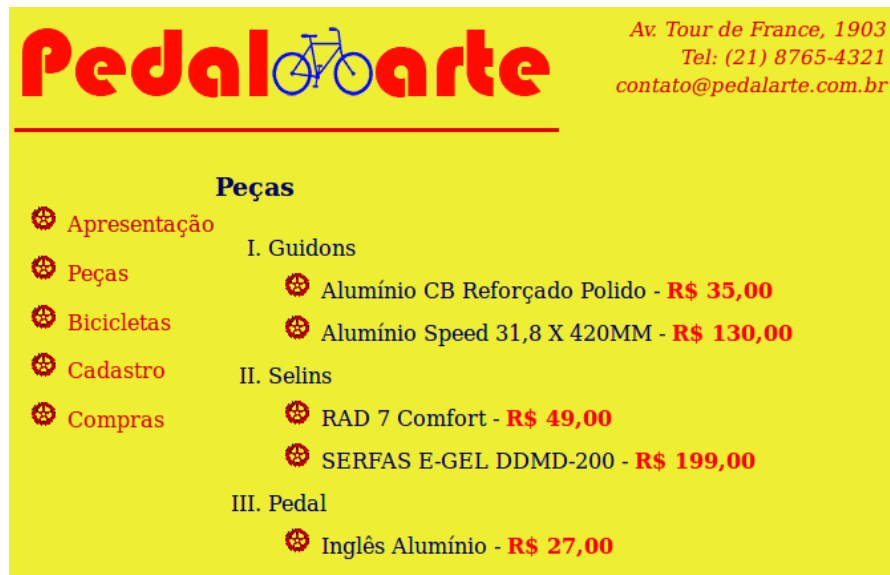 Pedalarte
Av. Tour de France, 1903
Tel: (21) 8765-4321
contato@pedalarte.com.br
Apresentação
Peças
Bicicletas
Cadastro
Compras
Peças
I. Guidons
Alumínio CB Reforçado Polido - R$ 35,00
Alumínio Speed 31,8 X 420MM - R$ 130,00
II. Selins
RAD 7 Comfort - R$ 49,00
SERFAS E-GEL DDMD-200 - R$ 199,00
III. Pedal
Inglês Alumínio - R$ 27,00